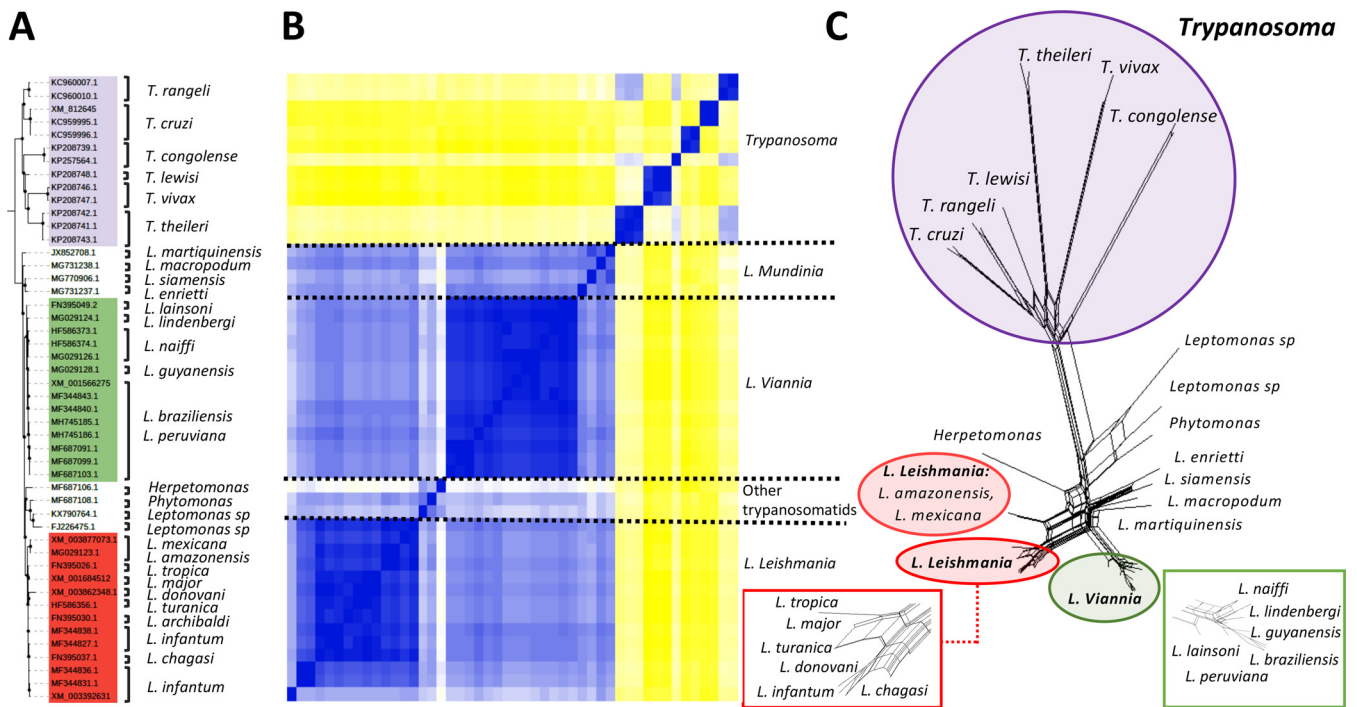 A
B
C
Trypanosoma
KC960007.1
KC960010.1
XM_812645
KC959995.1
KC959996.1
KP208739.1
KP257564.1
KP208748.1
KP208746.1
KP208747.1
KP208742.1
KP208741.1
KP208743.1
JX852708.1
MG731238.1
MG770906.1
MG731237.1
FN395049.2
MG029124.1
HF586373.1
HF586374.1
MG029126.1
MG029128.1
XM_001566275
MF344843.1
MF344840.1
MH745185.1
MH745186.1
MF687091.1
MF687099.1
MF687103.1
MF687106.1
MF687108.1
KX790764.1
FJ226475.1
XM_003877073.1
MG029123.1
FN395026.1
XM_001684512
XM_003862348.1
HF586356.1
FN395030.1
MF344838.1
MF344827.1
FN395037.1
MF344836.1
MF344831.1
XM_003392631
T. rangeli
T. cruzi
T. congolense
T. lewisi
T. vivax
T. theileri
L. martiquinensis
L. macropodum
L. siamensis
L. enrietti
L. lainsoni
L. lindenbergi
L. naiffi
L. guyanensis
L. braziliensis
L. peruviana
Herpetomonas
Phytomonas
Leptomonas sp
Leptomonas sp
L. mexicana
L. amazonensis
L. tropica
L. major
L. donovani
L. turanica
L. archibaldi
L. infantum
L. chagasi
L. infantum
Trypanosoma
L. Mundinia
L. Viannia
Other
trypanosomatids
L. Leishmania
T. theileri
T. vivax
T. congolense
T. lewisi
T. rangeli
T. cruzi
Leptomonas sp
Leptomonas sp
Phytomonas
Herpetomonas
L. enrietti
L. siamensis
L. macropodum
L. martiquinensis
L. Leishmania:
L. amazonensis,
L. mexicana
L. Leishmania
L. Viannia
L. tropica
L. major
L. turanica
L. donovani
L. infantum
L. chagasi
L. naiffi
L. lindenbergi
L. guyanensis
L. lainsoni
L. braziliensis
L. peruviana